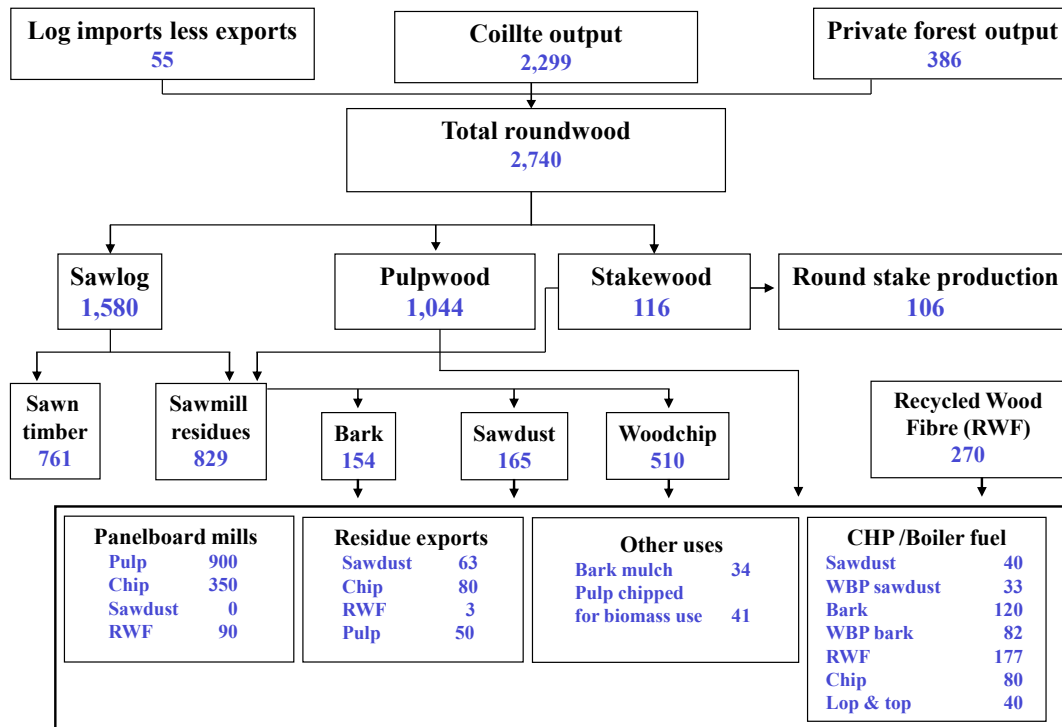 Log imports less exports
55
Coillte output
2,299
Private forest output
386
Total roundwood
2,740
Sawlog
1,580
Pulpwood
1,044
Stakewood
116
Round stake production
106
Sawn
timber
761
Sawmill
residues
829
Bark
154
Sawdust
165
Woodchip
510
Recycled Wood
Fibre (RWF)
270
Panelboard mills
Pulp 900
Chip 350
Sawdust 0
RWF 90
Residue exports
Sawdust 63
Chip 80
RWF 3
Pulp 50
Other uses
Bark mulch 34
Pulp chipped
for biomass use 41
CHP /Boiler fuel
Sawdust 40
WBP sawdust 33
Bark 120
WBP bark 82
RWF 177
Chip 80
Lop & top 40